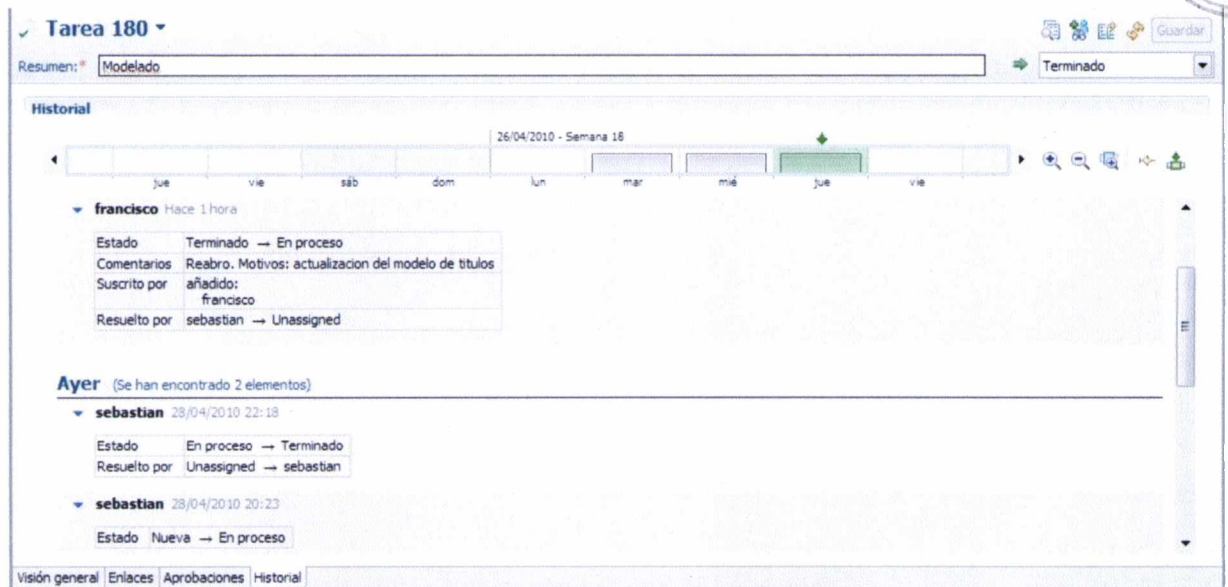 Tarea 180
Guardar
Resumen:* Modelado
Terminado
Historial
26/04/2010 - Semana 18
jue vie sáb dom lun mar mié jue vie
francisco Hace 1 hora
Estado Terminado → En proceso
Comentarios Reabro. Motivos: actualizacion del modelo de titulos
Suscrito por añadido:
francisco
Resuelto por sebastian → Unassigned
Ayer (Se han encontrado 2 elementos)
sebastian 28/04/2010 22:18
Estado En proceso → Terminado
Resuelto por Unassigned → sebastian
sebastian 28/04/2010 20:23
Estado Nueva → En proceso
Visión general Enlaces Aprobaciones Historial